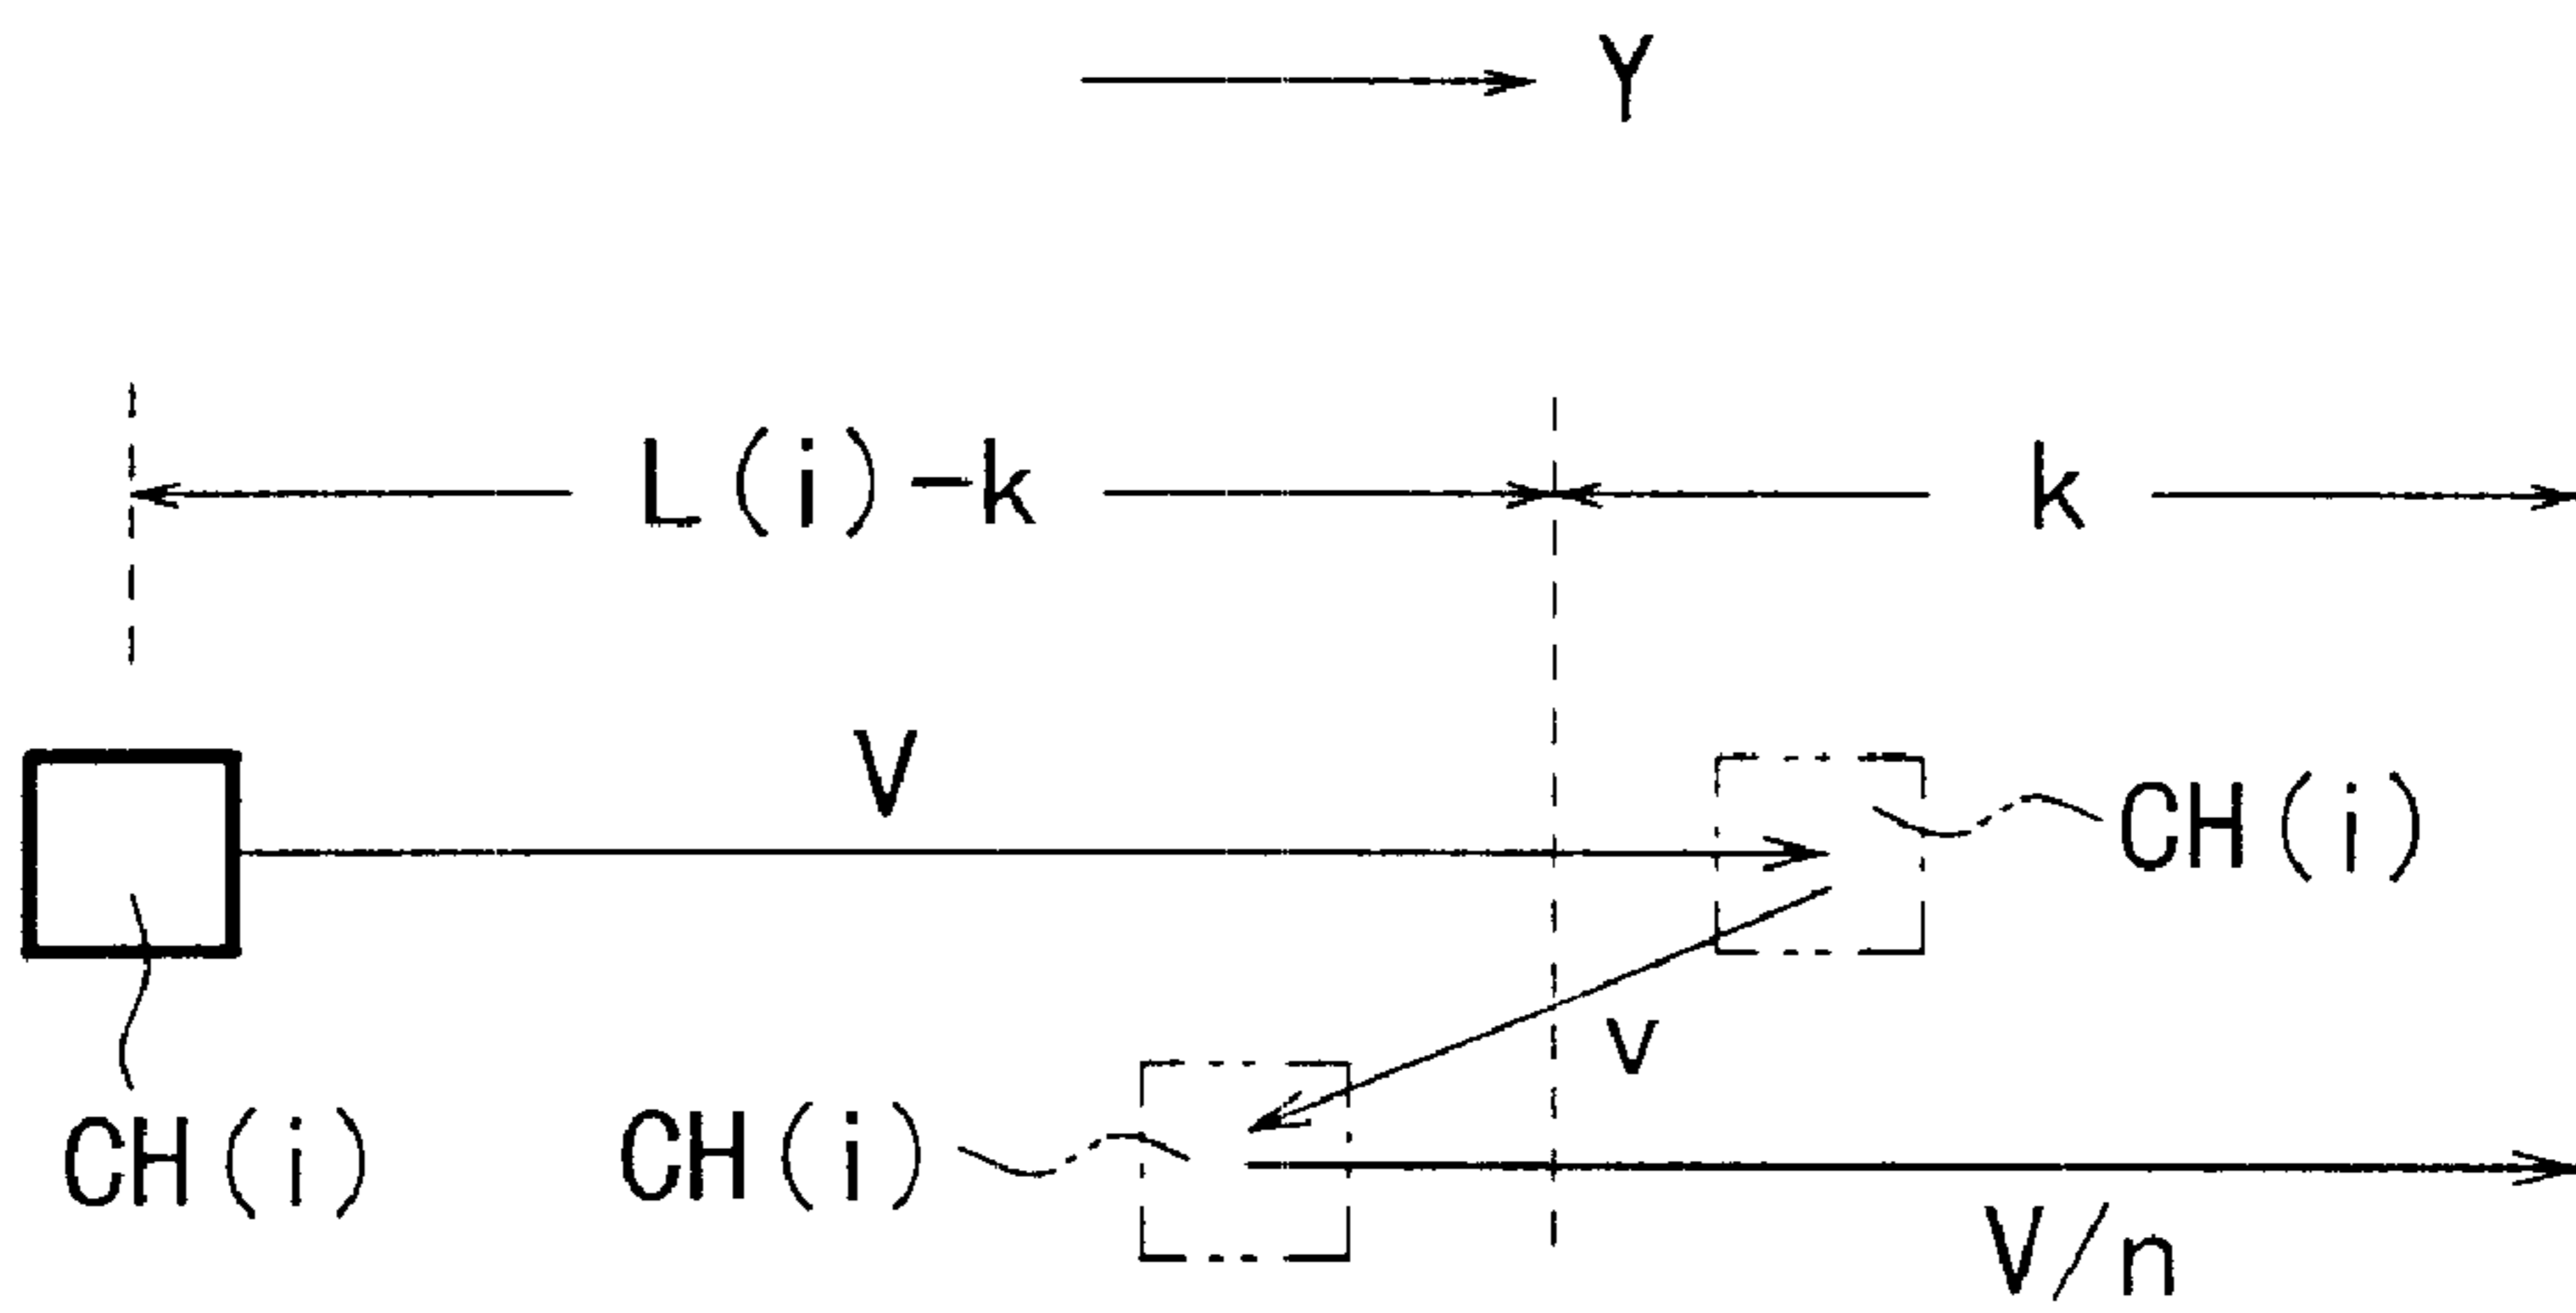 Y
L(i)-k
k
V
CH(i)
v
CH(i)
CH(i)
V/n